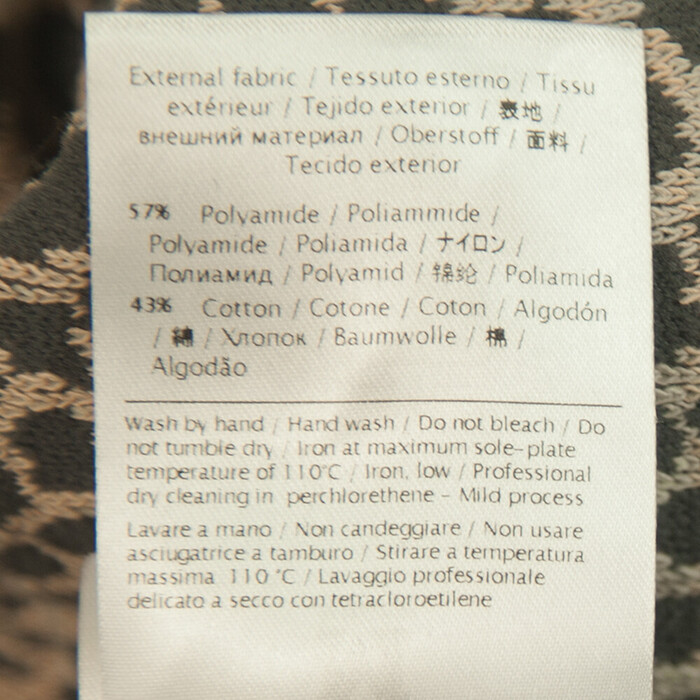 External fabric / Tessuto esterno / Tissu
extérieur / Tejido exterior / 表地 /
внешний материал / Oberstoff / 面料 /
Tecido exterior
57% Polyamide / Poliammide /
Polyamide / Poliamida / ナイロン /
Полиамид / Polyamid / 锦纶 / Poliamida
43% Cotton / Cotone / Coton / Algodón
/ 綿 / Хлопок / Baumwolle / 棉 /
Algodão
Wash by hand / Hand wash / Do not bleach / Do
not tumble dry / Iron at maximum sole-plate
temperature of 110°C / Iron, low / Professional
dry cleaning in perchlorethene - Mild process
Lavare a mano / Non candeggiare / Non usare
asciugatrice a tamburo / Stirare a temperatura
massima 110 °C / Lavaggio professionale
delicato a secco con tetracloroetilene